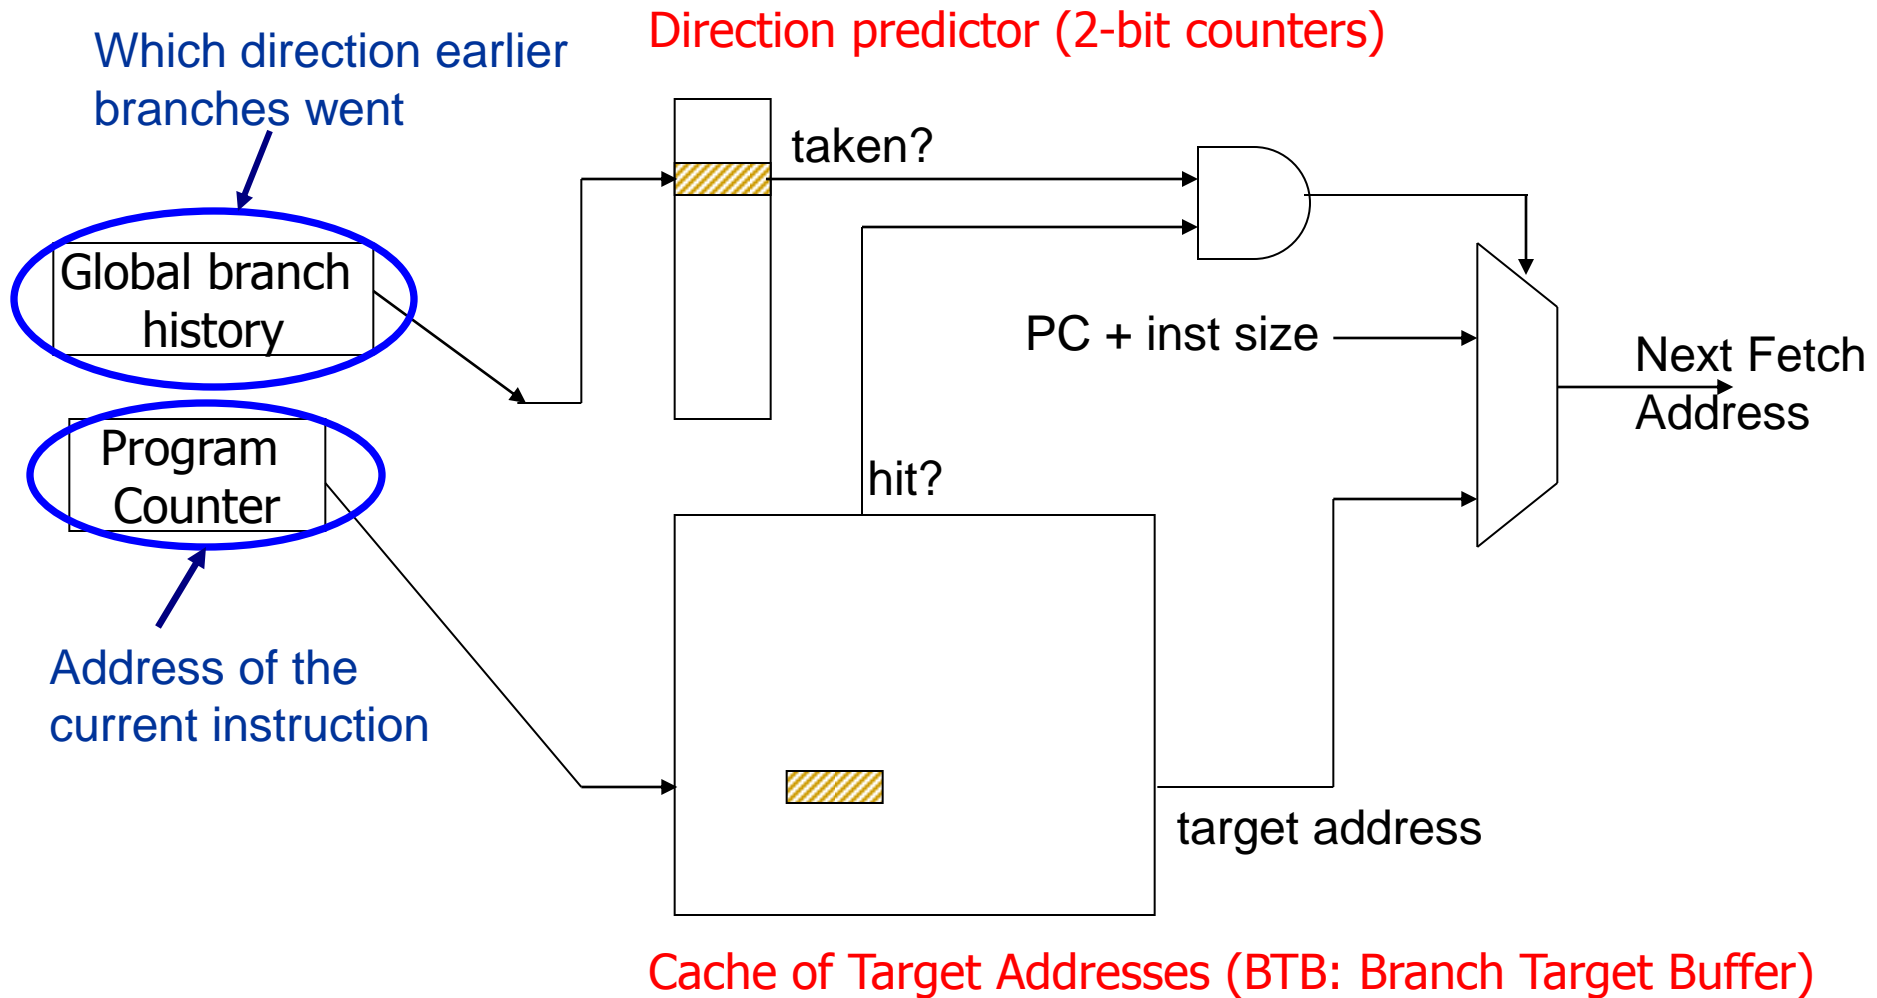 Direction predictor (2-bit counters)
Which direction earlier
branches went
taken?
Global branch
history
PC + inst size
Next Fetch
Address
Program
Counter
hit?
Address of the
current instruction
target address
Cache of Target Addresses (BTB: Branch Target Buffer)